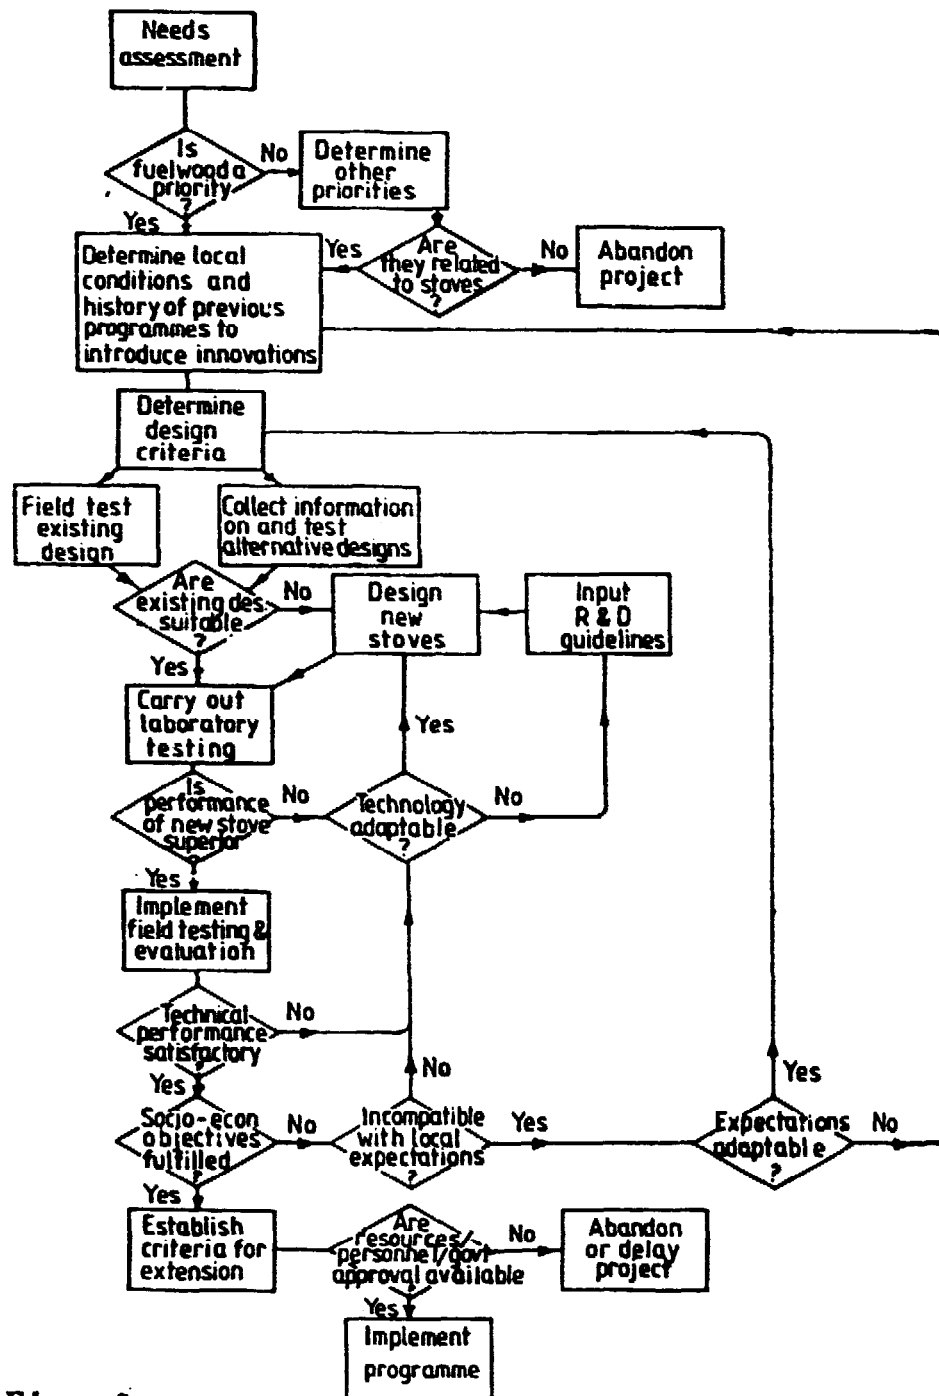 Needs
assessment
Is
fuelwood a
priority
?
No
Determine
other
priorities
Yes
Determine local
conditions and
history of previous
programmes to
introduce innovations
Yes
Are
they related
to stoves
?
No
Abandon
project
Determine
design
criteria
Field test
existing
design
Collect information
on and test
alternative designs
Are
existing des.
suitable
?
No
Design
new
stoves
Input
R & D
guidelines
Yes
Carry out
laboratory
testing
Yes
Is
performance
of new stove
superior
?
No
Technology
adaptable
?
No
Yes
Implement
field testing &
evaluation
Technical
performance
satisfactory
?
No
Yes
No
Yes
Socio-econ
objectives
fulfilled
?
No
Incompatible
with local
expectations
?
Yes
Expectations
adaptable
?
No
Yes
Establish
criteria for
extension
Are
resources/
personnel/govt
approval available
?
No
Abandon
or delay
project
Yes
Implement
programme